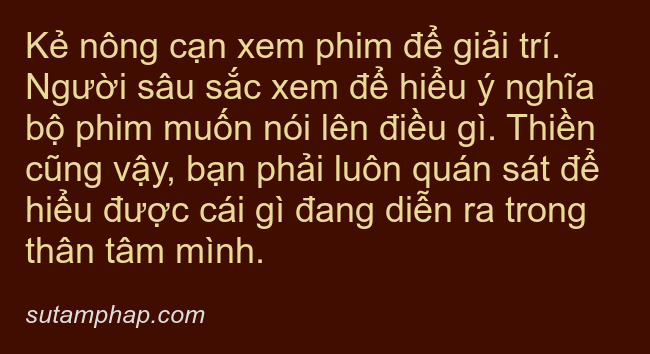 Kẻ nông cạn xem phim để giải trí.
Người sâu sắc xem để hiểu ý nghĩa
bộ phim muốn nói lên điều gì. Thiền
cũng vậy, bạn phải luôn quán sát để
hiểu được cái gì đang diễn ra trong
thân tâm mình.
sutamphap.com